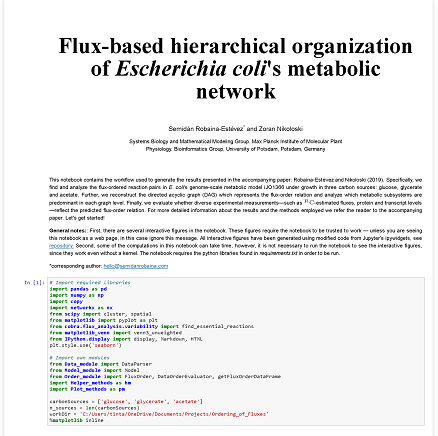 Flux-based hierarchical organization
of Escherichia coli's metabolic
network
Semidán Robaina-Estévez* and Zoran Nikoloski
Systems Biology and Mathematical Modeling Group, Max Planck Institute of Molecular Plant
Physiology. Bioinformatics Group, University of Potsdam, Potsdam, Germany
This notebook contains the workflow used to generate the results presented in the accompanying paper: Robaina-Estévez and Nikoloski (2019). Specifically, we
find and analyze the flux-ordered reaction pairs in E. coli's genome-scale metabolic model iJO1366 under growth in three carbon sources: glucose, glycerate
and acetate. Further, we reconstruct the directed acyclic graph (DAG) which represents the flux-order relation and analyze which metabolic subsystems are
predominant in each graph level. Finally, we evaluate whether diverse experimental measurements—such as ¹³C-estimated fluxes, protein and transcript levels
—reflect the predicted flux-order relation. For more detailed information about the results and the methods employed we refer the reader to the accompanying
paper. Let's get started!
General notes: First, there are several interactive figures in the notebook. These figures require the notebook to be trusted to work — unless you are seeing
this notebook as a web page, in this case ignore this message. All interactive figures have been generated using modified code from Jupyter's ipywidgets, see
repository. Second, some of the computations in this notebook can take time, however, it is not necessary to run the notebook to see the interactive figures,
since they work even without a kernel. The notebook requires the python libraries found in requirements.txt in order to be run.
*corresponding author: hello@semidanrobaina.com
In [1]: # Import required libraries
import pandas as pd
import numpy as np
import copy
import networkx as nx
from scipy import cluster, spatial
from matplotlib import pyplot as plt
from cobra.flux_analysis.variability import find_essential_reactions
from matplotlib_venn import venn3_unweighted
from IPython.display import display, Markdown, HTML
plt.style.use('seaborn')
# Import own modules
from Data_module import DataParser
from Model_module import Model
from Order_module import FluxOrder, DataOrderEvaluator, getFluxOrderDataFrame
import Helper_methods as hm
import Plot_methods as pm
carbonSources = ['glucose', 'glycerate', 'acetate']
n_sources = len(carbonSources)
workDir = 'C:/Users/tinta/OneDrive/Documents/Projects/Ordering_of_Fluxes'
%matplotlib inline